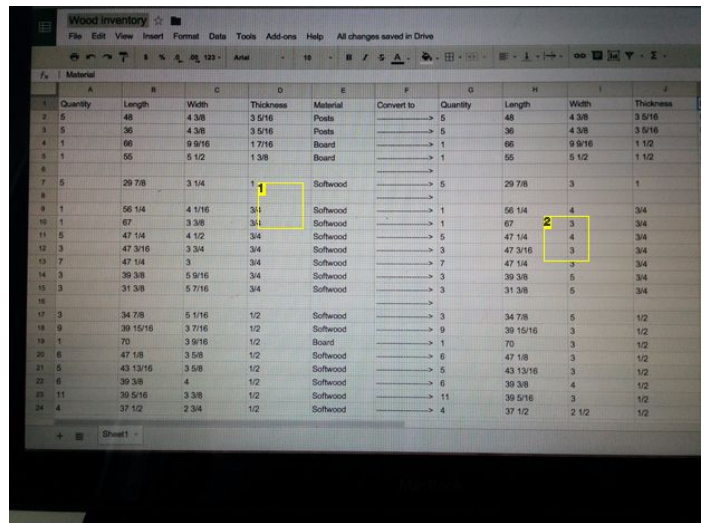 Wood Inventory
File Edit View Insert Format Data Tools Add-ons Help All changes saved in Drive
$ % .0 .00 123 Arial 10 B I S A
fx Material
A B C D E F G H I J
1 Quantity Length Width Thickness Material Convert to Quantity Length Width Thickness
2 5 48 4 3/8 3 5/16 Posts ---> 5 48 4 3/8 3 5/16
3 5 36 4 3/8 3 5/16 Posts ---> 5 36 4 3/8 3 5/16
4 1 66 9 9/16 1 7/16 Board ---> 1 66 9 9/16 1 1/2
5 1 55 5 1/2 1 3/8 Board ---> 1 55 5 1/2 1 1/2
6 --->
7 5 29 7/8 3 1/4 1 Softwood ---> 5 29 7/8 3 1
8 --->
9 1 56 1/4 4 1/16 3/4 Softwood ---> 1 56 1/4 4 3/4
10 1 67 3 3/8 3/4 Softwood ---> 1 67 3 3/4
11 5 47 1/4 4 1/2 3/4 Softwood ---> 5 47 1/4 4 3/4
12 3 47 3/16 3 3/4 3/4 Softwood ---> 3 47 3/16 3 3/4
13 7 47 1/4 3 3/4 Softwood ---> 7 47 1/4 3 3/4
14 3 39 3/8 5 9/16 3/4 Softwood ---> 3 39 3/8 5 3/4
15 3 31 3/8 5 7/16 3/4 Softwood ---> 3 31 3/8 5 3/4
16 --->
17 3 34 7/8 5 1/16 1/2 Softwood ---> 3 34 7/8 5 1/2
18 9 39 15/16 3 7/16 1/2 Softwood ---> 9 39 15/16 3 1/2
19 1 70 3 9/16 1/2 Board ---> 1 70 3 1/2
20 6 47 1/8 3 5/8 1/2 Softwood ---> 6 47 1/8 3 1/2
21 5 43 13/16 3 5/8 1/2 Softwood ---> 5 43 13/16 3 1/2
22 6 39 3/8 4 1/2 Softwood ---> 6 39 3/8 4 1/2
23 11 39 5/16 3 3/8 1/2 Softwood ---> 11 39 5/16 3 1/2
24 4 37 1/2 2 3/4 1/2 Softwood ---> 4 37 1/2 2 1/2 1/2
1
2
Sheet1